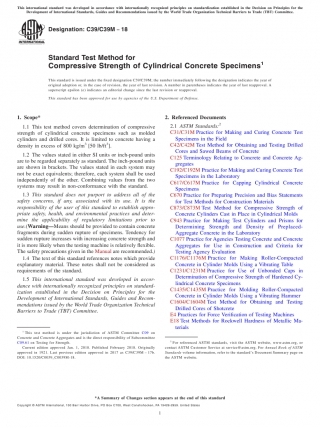 This international standard was developed in accordance with internationally recognized principles on standardization established in the Decision on Principles for the
Development of International Standards, Guides and Recommendations issued by the World Trade Organization Technical Barriers to Trade (TBT) Committee.
INTERNATIONAL
Designation: C39/C39M − 18
Standard Test Method for
Compressive Strength of Cylindrical Concrete Specimens1
This standard is issued under the fixed designation C39/C39M; the number immediately following the designation indicates the year of
original adoption or, in the case of revision, the year of last revision. A number in parentheses indicates the year of last reapproval. A
superscript epsilon (ε) indicates an editorial change since the last revision or reapproval.
This standard has been approved for use by agencies of the U.S. Department of Defense.
1. Scope*
1.1 This test method covers determination of compressive
strength of cylindrical concrete specimens such as molded
cylinders and drilled cores. It is limited to concrete having a
density in excess of 800 kg/m3 [50 lb/ft3].
1.2 The values stated in either SI units or inch-pound units
are to be regarded separately as standard. The inch-pound units
are shown in brackets. The values stated in each system may
not be exact equivalents; therefore, each system shall be used
independently of the other. Combining values from the two
systems may result in non-conformance with the standard.
1.3 This standard does not purport to address all of the
safety concerns, if any, associated with its use. It is the
responsibility of the user of this standard to establish appro-
priate safety, health, and environmental practices and deter-
mine the applicability of regulatory limitations prior to
use. (Warning—Means should be provided to contain concrete
fragments during sudden rupture of specimens. Tendency for
sudden rupture increases with increasing concrete strength and
it is more likely when the testing machine is relatively flexible.
The safety precautions given in the Manual are recommended.)
1.4 The text of this standard references notes which provide
explanatory material. These notes shall not be considered as
requirements of the standard.
1.5 This international standard was developed in accor-
dance with internationally recognized principles on standard-
ization established in the Decision on Principles for the
Development of International Standards, Guides and Recom-
mendations issued by the World Trade Organization Technical
Barriers to Trade (TBT) Committee.
1 This test method is under the jurisdiction of ASTM Committee C09 on
Concrete and Concrete Aggregates and is the direct responsibility of Subcommittee
C09.61 on Testing for Strength.
Current edition approved Jan. 1, 2018. Published February 2018. Originally
approved in 1921. Last previous edition approved in 2017 as C39/C39M – 17b.
DOI: 10.1520/C0039_C0039M-18.
2. Referenced Documents
2.1 ASTM Standards:2
C31/C31M Practice for Making and Curing Concrete Test
Specimens in the Field
C42/C42M Test Method for Obtaining and Testing Drilled
Cores and Sawed Beams of Concrete
C125 Terminology Relating to Concrete and Concrete Ag-
gregates
C192/C192M Practice for Making and Curing Concrete Test
Specimens in the Laboratory
C617/C617M Practice for Capping Cylindrical Concrete
Specimens
C670 Practice for Preparing Precision and Bias Statements
for Test Methods for Construction Materials
C873/C873M Test Method for Compressive Strength of
Concrete Cylinders Cast in Place in Cylindrical Molds
C943 Practice for Making Test Cylinders and Prisms for
Determining Strength and Density of Preplaced-
Aggregate Concrete in the Laboratory
C1077 Practice for Agencies Testing Concrete and Concrete
Aggregates for Use in Construction and Criteria for
Testing Agency Evaluation
C1176/C1176M Practice for Making Roller-Compacted
Concrete in Cylinder Molds Using a Vibrating Table
C1231/C1231M Practice for Use of Unbonded Caps in
Determination of Compressive Strength of Hardened Cy-
lindrical Concrete Specimens
C1435/C1435M Practice for Molding Roller-Compacted
Concrete in Cylinder Molds Using a Vibrating Hammer
C1604/C1604M Test Method for Obtaining and Testing
Drilled Cores of Shotcrete
E4 Practices for Force Verification of Testing Machines
E18 Test Methods for Rockwell Hardness of Metallic Ma-
terials
2 For referenced ASTM standards, visit the ASTM website, www.astm.org, or
contact ASTM Customer Service at service@astm.org. For Annual Book of ASTM
Standards volume information, refer to the standard's Document Summary page on
the ASTM website.
*A Summary of Changes section appears at the end of this standard
Copyright © ASTM International, 100 Barr Harbor Drive, PO Box C700, West Conshohocken, PA 19428-2959. United States
1